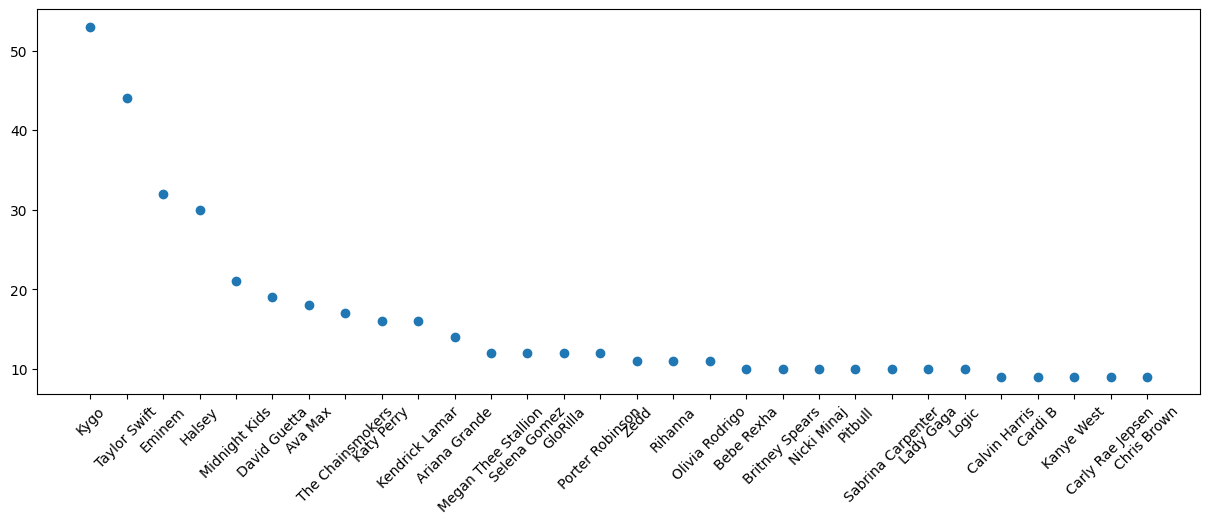 50
40
30
20
10
Kygo
Taylor Swift
Eminem
Halsey
Midnight Kids
David Guetta
Ava Max
The Chainsmokers
Katy Perry
Kendrick Lamar
Ariana Grande
Megan Thee Stallion
Selena Gomez
GloRilla
Porter Robinson
Zedd
Rihanna
Olivia Rodrigo
Bebe Rexha
Britney Spears
Nicki Minaj
Pitbull
Sabrina Carpenter
Lady Gaga
Logic
Calvin Harris
Cardi B
Kanye West
Carly Rae Jepsen
Chris Brown